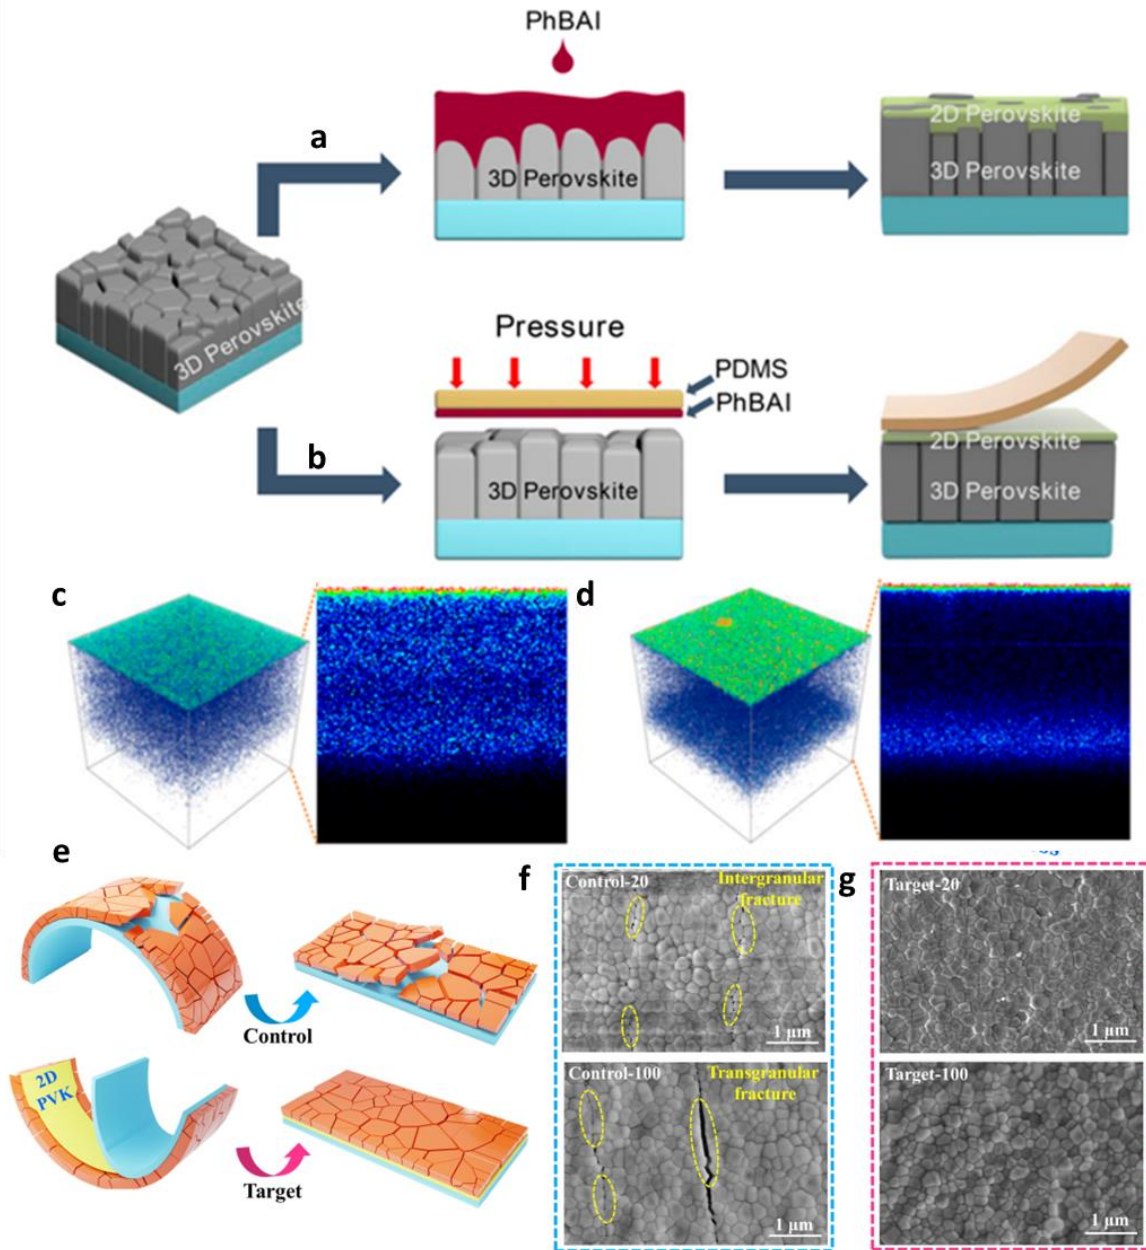 PhBAI
a
3D Perovskite
2D Perovskite
3D Perovskite
3D Perovskite
Pressure
PDMS
PhBAI
b
3D Perovskite
2D Perovskite
3D Perovskite
c
d
e
2D
PVK
Control
Target
f
Control-20
Intergranular
fracture
1 μm
Control-100
Transgranular
fracture
1 μm
g
Target-20
1 μm
Target-100
1 μm